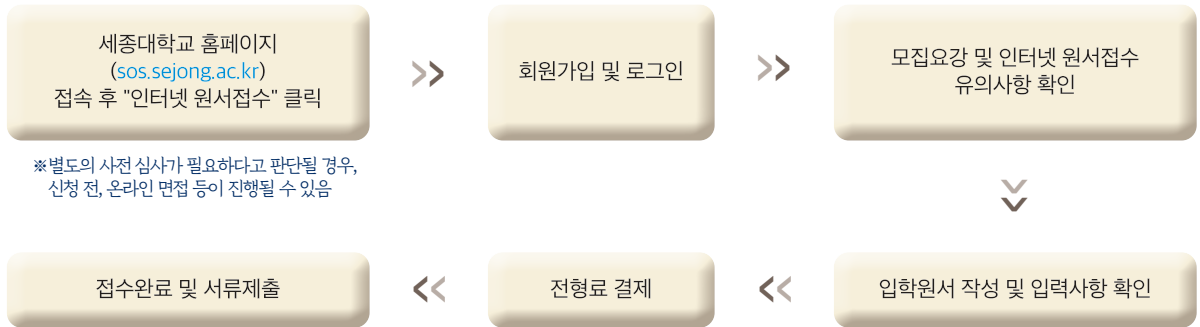 세종대학교 홈페이지
(sos.sejong.ac.kr)
접속 후 "인터넷 원서접수" 클릭
※별도의 사전 심사가 필요하다고 판단될 경우,
신청 전, 온라인 면접 등이 진행될 수 있음
회원가입 및 로그인
모집요강 및 인터넷 원서접수
유의사항 확인
입학원서 작성 및 입력사항 확인
전형료 결제
접수완료 및 서류제출